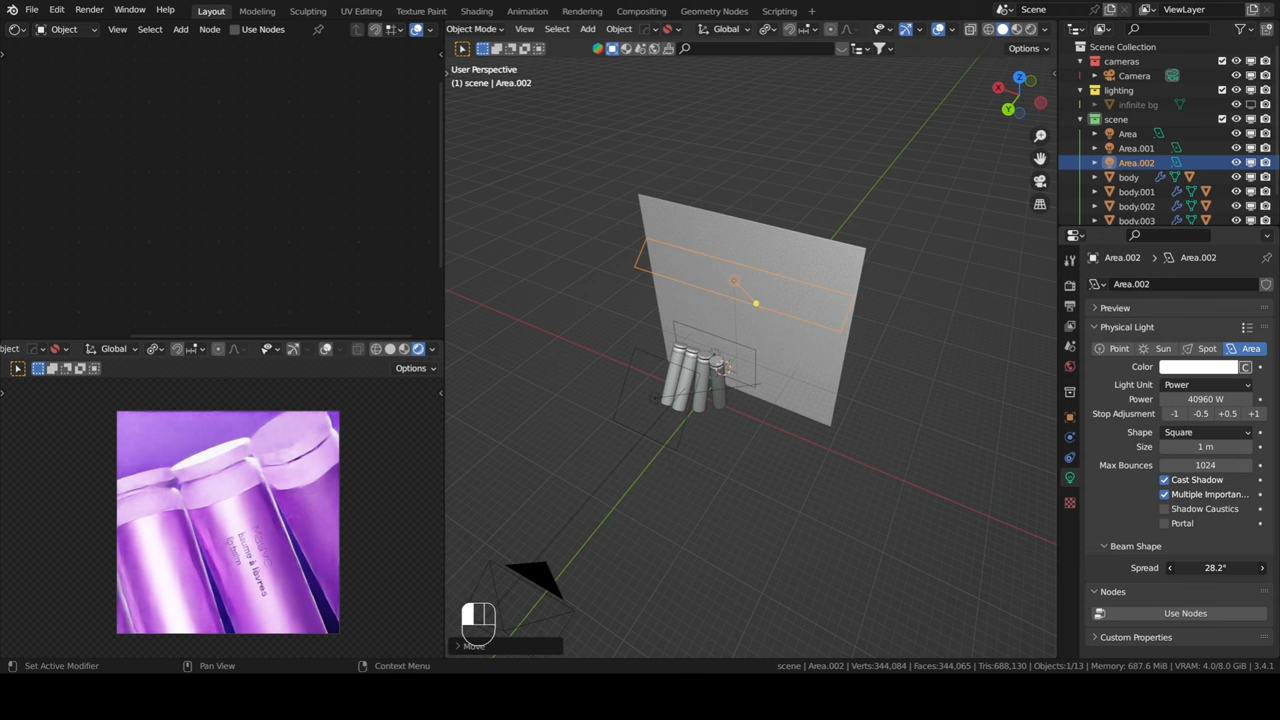 File Edit Render Window Help Layout Modeling Sculpting UV Editing Texture Paint Shading Animation Rendering Compositing Geometry Nodes Scripting Scene ViewLayer
Object View Select Add Node Use Nodes
Object Mode View Select Add Object Global
Options
User Perspective
(1) scene | Area.002
X
Y
Z
Scene Collection
cameras
Camera
lighting
infinite bg
scene
Area
Area.001
Area.002
body
body.001
body.002
body.003
Area.002 Area.002
Area.002
Preview
Physical Light
Point Sun Spot Area
Color C
Light Unit Power
Power 40960 W
Stop Adjusment -1 -0.5 +0.5 +1
Shape Square
Size 1 m
Max Bounces 1024
Cast Shadow
Multiple Importan...
Shadow Caustics
Portal
Beam Shape
Spread 28.2°
Nodes
Use Nodes
Custom Properties
bject Global
Options
baume à lèvres
lip balm
Move
Set Active Modifier Pan View Context Menu scene | Area.002 | Verts:344,084 | Faces:344,065 | Tris:688,130 | Objects:1/13 | Memory: 687.6 MiB | VRAM: 4.0/8.0 GiB | 3.4.1